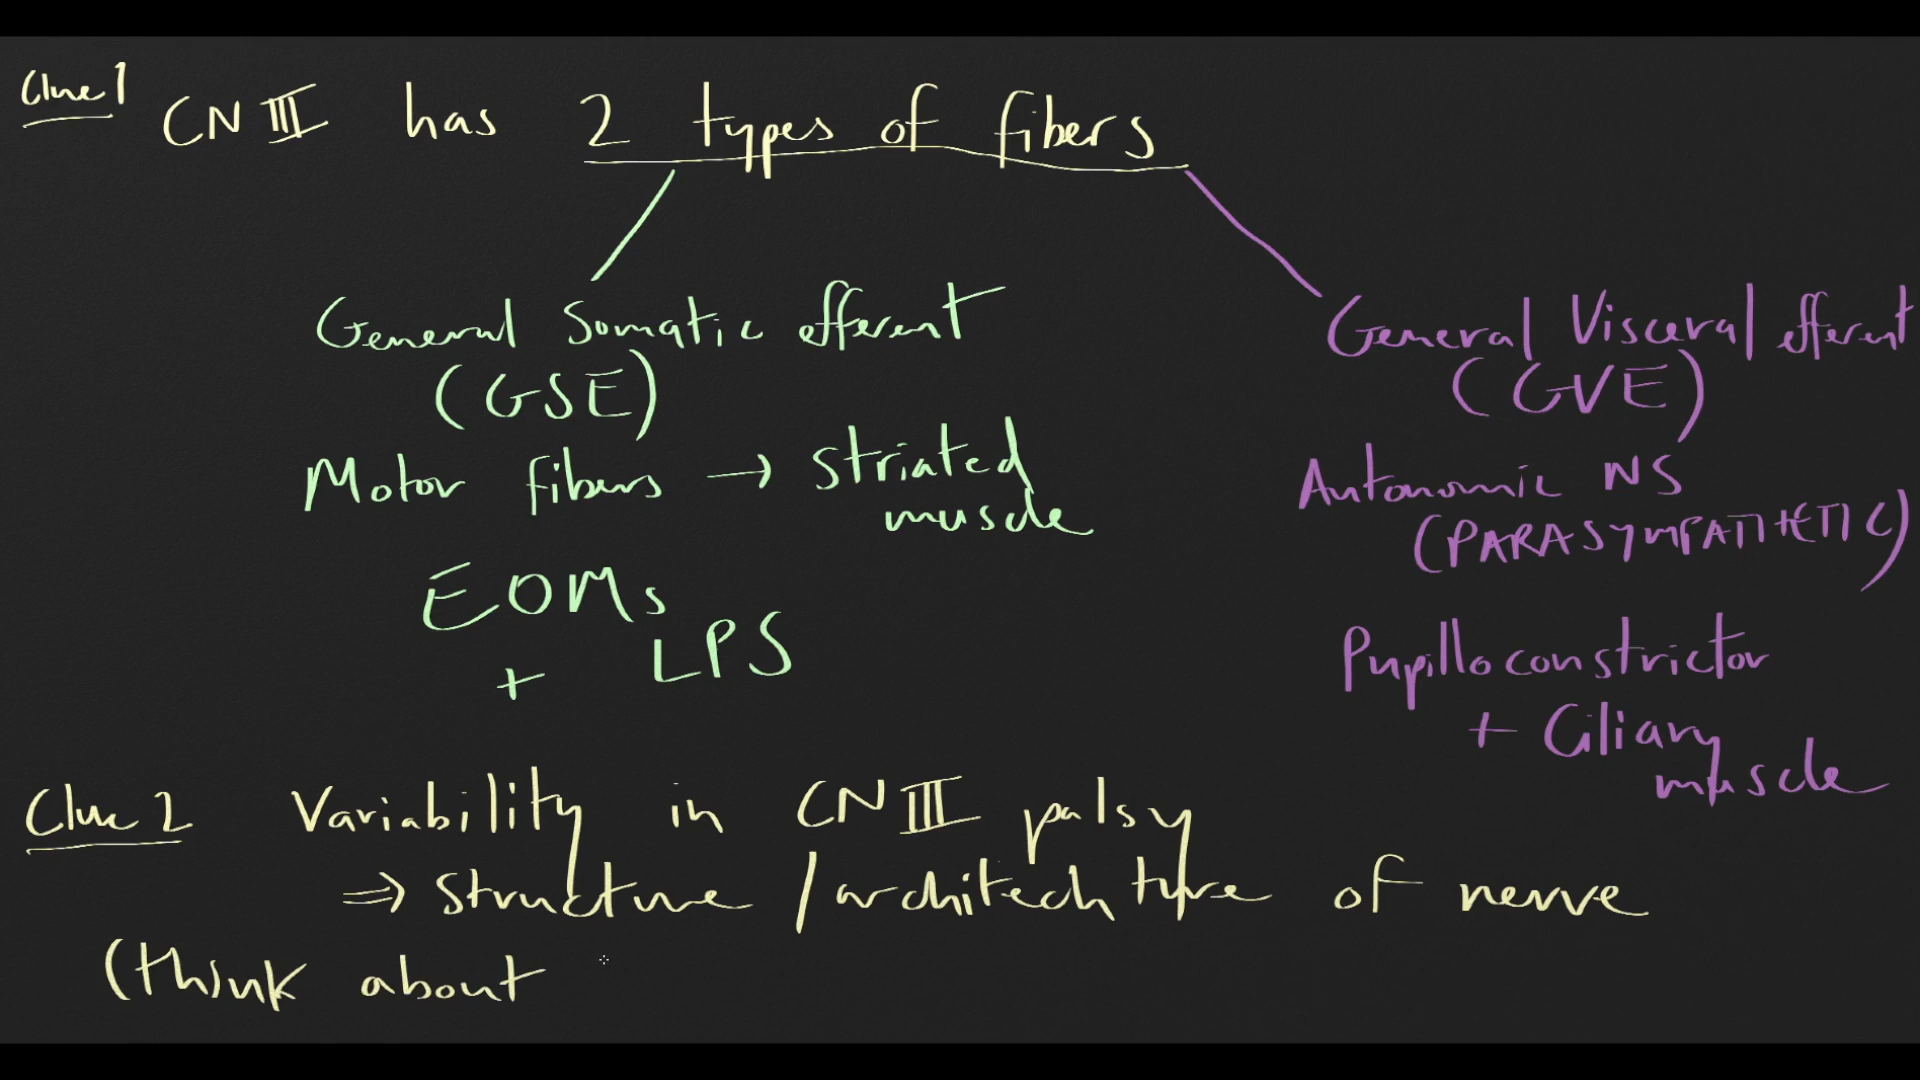 Clue 1
CN III has 2 types of fibers
General Somatic efferent
(GSE)
Motor fibers → striated
muscle
EOMs
+ LPS
General Visceral efferent
(GVE)
Autonomic NS
(PARASYMPATHETIC)
Pupilloconstrictor
+ Ciliary
muscle
Clue 2 Variability in CN III palsy
⇒ Structure / architechture of nerve
(think about